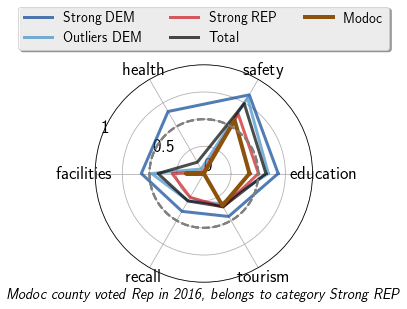 Strong DEM
Outliers DEM
Strong REP
Total
Modoc
health
safety
1
0.5
0
facilities
education
recall
tourism
Modoc county voted Rep in 2016, belongs to category Strong REP